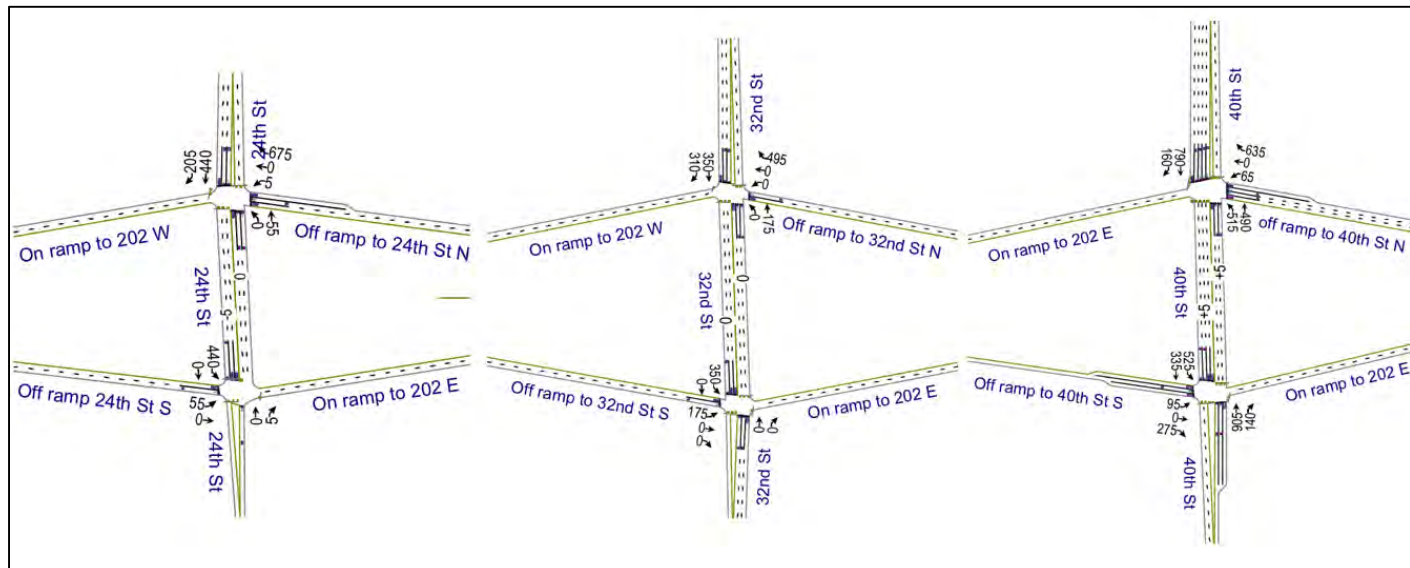 24th St
675
0
5
205
440
0
55
On ramp to 202 W
Off ramp to 24th St N
24th St
0
-5
440
0
Off ramp 24th St S
55
0
0
5
On ramp to 202 E
24th St
32nd St
495
0
0
310
350
0
175
On ramp to 202 W
Off ramp to 32nd St N
32nd St
0
0
350
0
Off ramp to 32nd St S
175
0
0
0
0
On ramp to 202 E
32nd St
40th St
635
0
65
160
790
515
490
On ramp to 202 E
off ramp to 40th St N
40th St
+5
+5
525
335
Off ramp to 40th St S
95
0
275
905
140
On ramp to 202 E
40th St